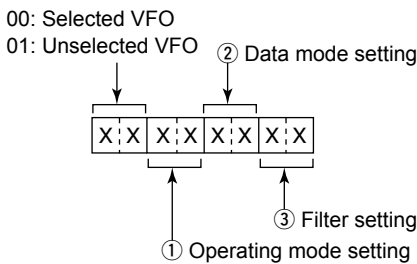 00: Selected VFO
01: Unselected VFO
② Data mode setting
X X X X X X X X
③ Filter setting
① Operating mode setting